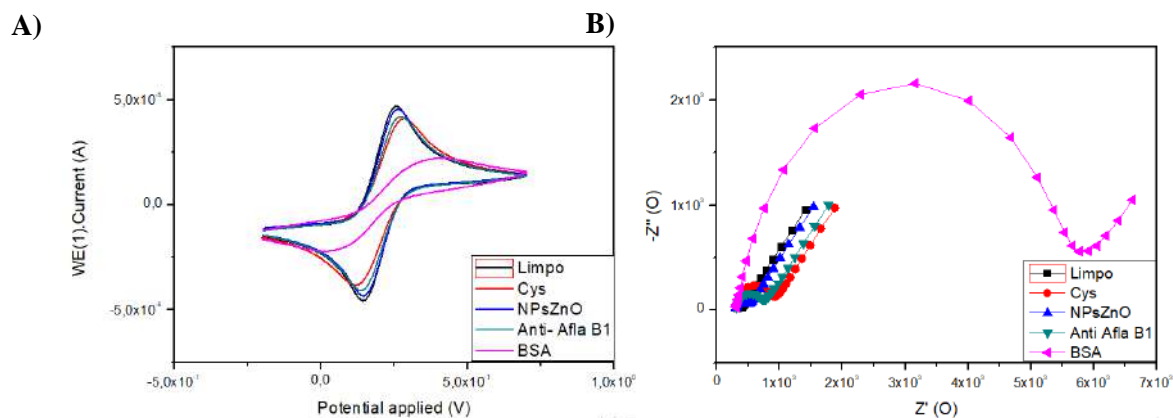 A)
5,0x10⁻⁵
0,0
-5,0x10⁻⁵
WE(1).Current (A)
Limpo
Cys
NPsZnO
Anti- Afla B1
BSA
-5,0x10⁻¹
0,0
5,0x10⁻¹
1,0x10⁰
Potential applied (V)
B)
2x10³
1x10³
0
-Z" (O)
Limpo
Cys
NPsZnO
Anti Afla B1
BSA
0
1x10³
2x10³
3x10³
4x10³
5x10³
6x10³
7x10³
Z' (O)